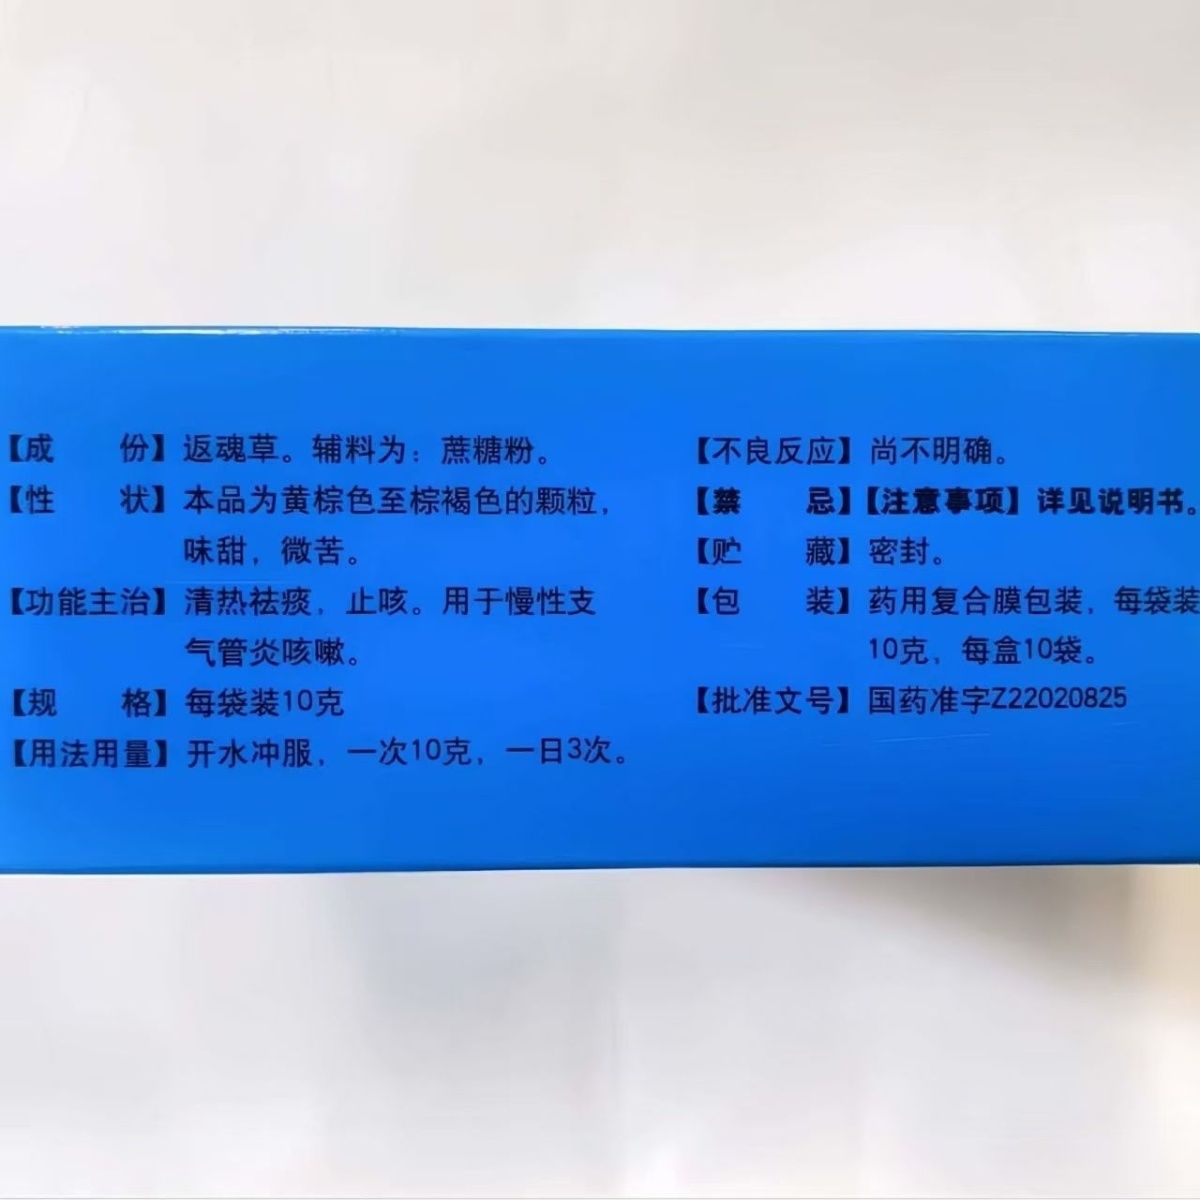 【成 份】返魂草。辅料为：蔗糖粉。
【性 状】本品为黄棕色至棕褐色的颗粒，
味甜，微苦。
【功能主治】清热祛痰，止咳。用于慢性支
气管炎咳嗽。
【规 格】每袋装10克
【用法用量】开水冲服，一次10克，一日3次。
【不良反应】尚不明确。
【禁 忌】【注意事项】详见说明书。
【贮 藏】密封。
【包 装】药用复合膜包装，每袋装
10克，每盒10袋。
【批准文号】国药准字Z22020825